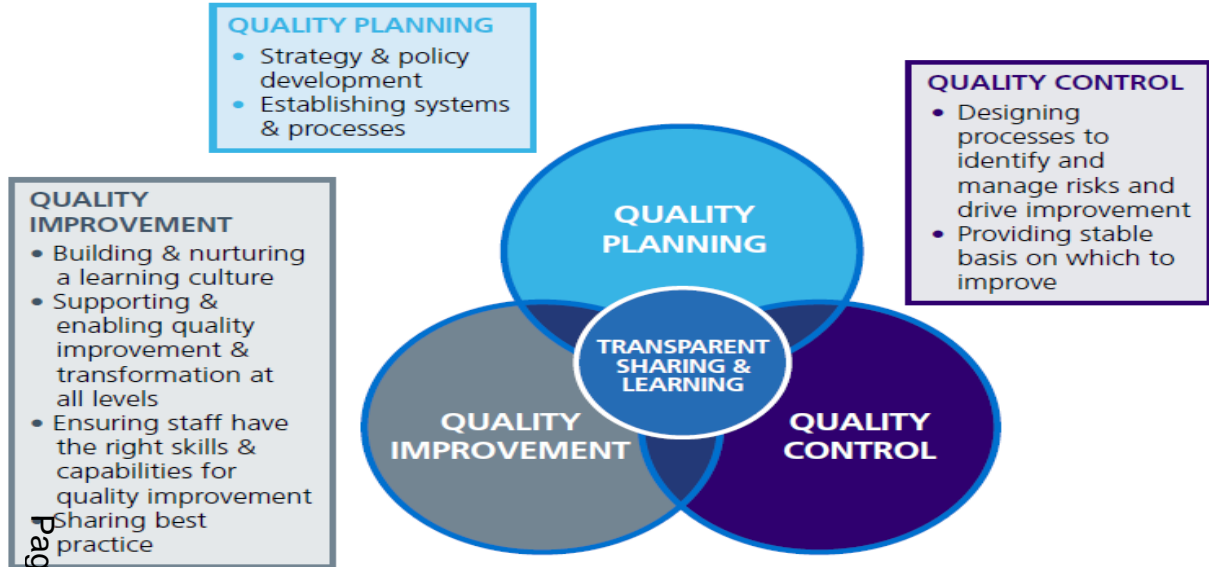 QUALITY PLANNING
• Strategy & policy
development
• Establishing systems
& processes
QUALITY CONTROL
• Designing
processes to
identify and
manage risks and
drive improvement
• Providing stable
basis on which to
improve
QUALITY
IMPROVEMENT
• Building & nurturing
a learning culture
• Supporting &
enabling quality
improvement &
transformation at
all levels
• Ensuring staff have
the right skills &
capabilities for
quality improvement
• Sharing best
practice
QUALITY
PLANNING
TRANSPARENT
SHARING &
LEARNING
QUALITY
IMPROVEMENT
QUALITY
CONTROL
Pag